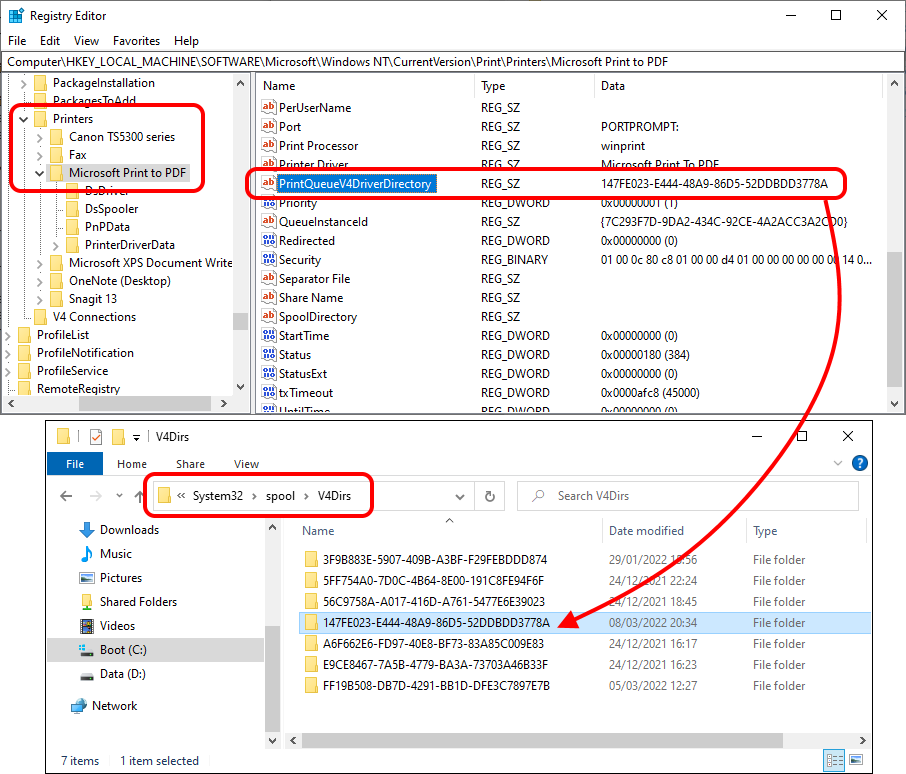 Registry Editor
File Edit View Favorites Help
Computer\HKEY_LOCAL_MACHINE\SOFTWARE\Microsoft\Windows NT\CurrentVersion\Print\Printers\Microsoft Print to PDF
PackageInstallation
PackagesToAdd
Printers
Canon TS5300 series
Fax
Microsoft Print to PDF
DsDriver
DsSpooler
PnPData
PrinterDriverData
Microsoft XPS Document Write
OneNote (Desktop)
Snagit 13
V4 Connections
ProfileList
ProfileNotification
ProfileService
RemoteRegistry
Name Type Data
PerUserName REG_SZ
Port REG_SZ PORTPROMPT:
Print Processor REG_SZ winprint
Printer Driver REG_SZ Microsoft Print To PDF
PrintQueueV4DriverDirectory REG_SZ 147FE023-E444-48A9-86D5-52DDBDD3778A
Priority REG_DWORD 0x00000001 (1)
QueueInstanceId REG_SZ {7C293F7D-9DA2-434C-92CE-4A2ACC3A2CD0}
Redirected REG_DWORD 0x00000000 (0)
Security REG_BINARY 01 00 0c 80 c8 01 00 00 d4 01 00 00 00 00 00 00 14 0...
Separator File REG_SZ
Share Name REG_SZ
SpoolDirectory REG_SZ
StartTime REG_DWORD 0x00000000 (0)
Status REG_DWORD 0x00000180 (384)
StatusExt REG_DWORD 0x00000000 (0)
txTimeout REG_DWORD 0x0000afc8 (45000)
UntilTime REG_DWORD 0x00000000 (0)
V4Dirs
File Home Share View
« System32 › spool › V4Dirs
Search V4Dirs
Downloads
Music
Pictures
Shared Folders
Videos
Boot (C:)
Data (D:)
Network
Name Date modified Type
3F9B883E-5907-409B-A3BF-F29FEBDDD874 29/01/2022 18:56 File folder
5FF754A0-7D0C-4B64-8E00-191C8FE94F6F 24/12/2021 22:24 File folder
56C9758A-A017-416D-A761-5477E6E39023 24/12/2021 18:45 File folder
147FE023-E444-48A9-86D5-52DDBDD3778A 08/03/2022 20:34 File folder
A6F662E6-FD97-40E8-BF73-83A85C009E83 24/12/2021 16:17 File folder
E9CE8467-7A5B-4779-BA3A-73703A46B33F 24/12/2021 16:23 File folder
FF19B508-DB7D-4291-BB1D-DFE3C7897E7B 05/03/2022 12:27 File folder
7 items 1 item selected